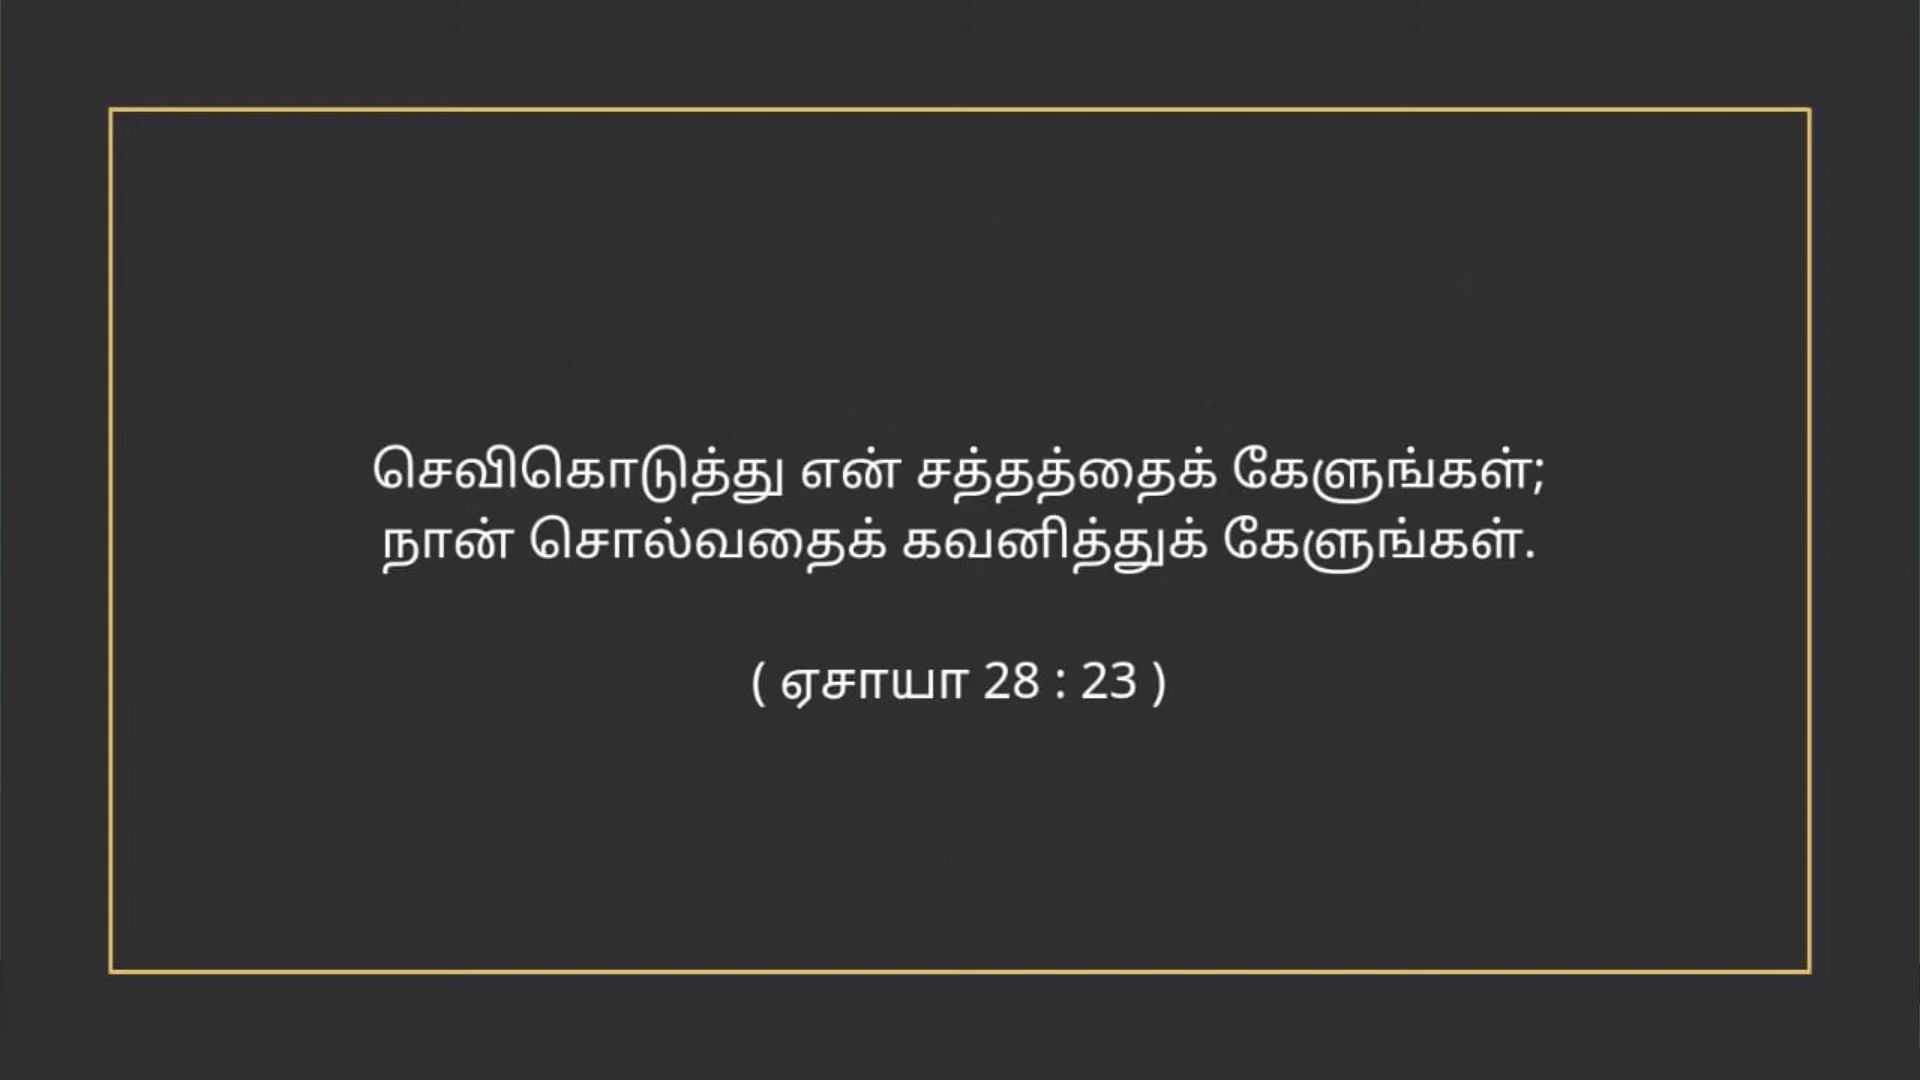 செவிகொடுத்து என் சத்தத்தைக் கேளுங்கள்;
நான் சொல்வதைக் கவனித்துக் கேளுங்கள்.
( ஏசாயா 28 : 23 )